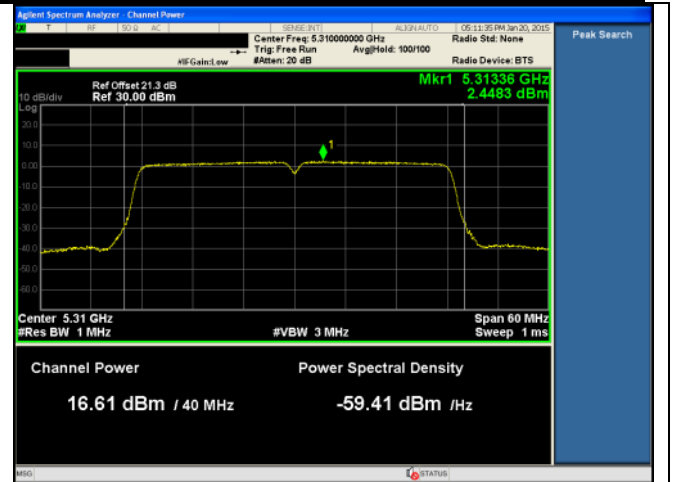 Agilent Spectrum Analyzer - Channel Power
T RF 50 Ω AC SENSE:INT ALIGNAUTO 05:11:35 PM Jan 20, 2015
Center Freq: 5.310000000 GHz Radio Std: None Peak Search
Trig: Free Run Avg|Hold: 100/100
#IFGain:Low #Atten: 20 dB Radio Device: BTS
Mkr1 5.31336 GHz
2.4483 dBm
Ref Offset 21.3 dB
10 dB/div Ref 30.00 dBm
Log
20.0
10.0
1
0.00
-10.0
-20.0
-30.0
-40.0
-50.0
-60.0
Center 5.31 GHz Span 60 MHz
#Res BW 1 MHz #VBW 3 MHz Sweep 1 ms
Channel Power Power Spectral Density
16.61 dBm / 40 MHz -59.41 dBm /Hz
MSG STATUS